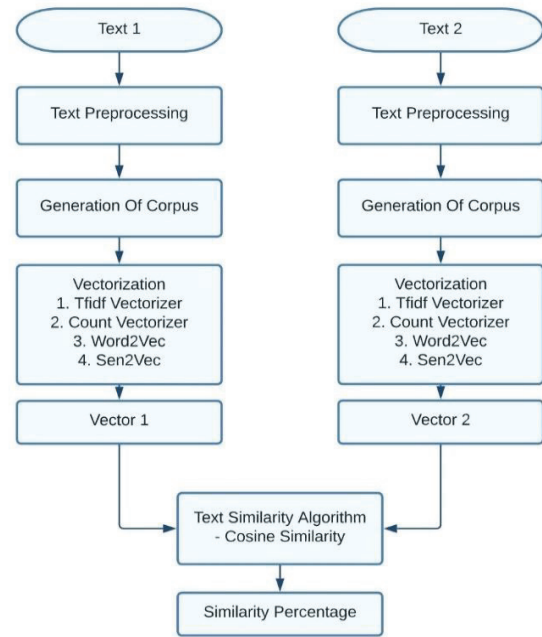 Text 1
Text Preprocessing
Generation Of Corpus
Vectorization
1. Tfidf Vectorizer
2. Count Vectorizer
3. Word2Vec
4. Sen2Vec
Vector 1
Text 2
Text Preprocessing
Generation Of Corpus
Vectorization
1. Tfidf Vectorizer
2. Count Vectorizer
3. Word2Vec
4. Sen2Vec
Vector 2
Text Similarity Algorithm
- Cosine Similarity
Similarity Percentage